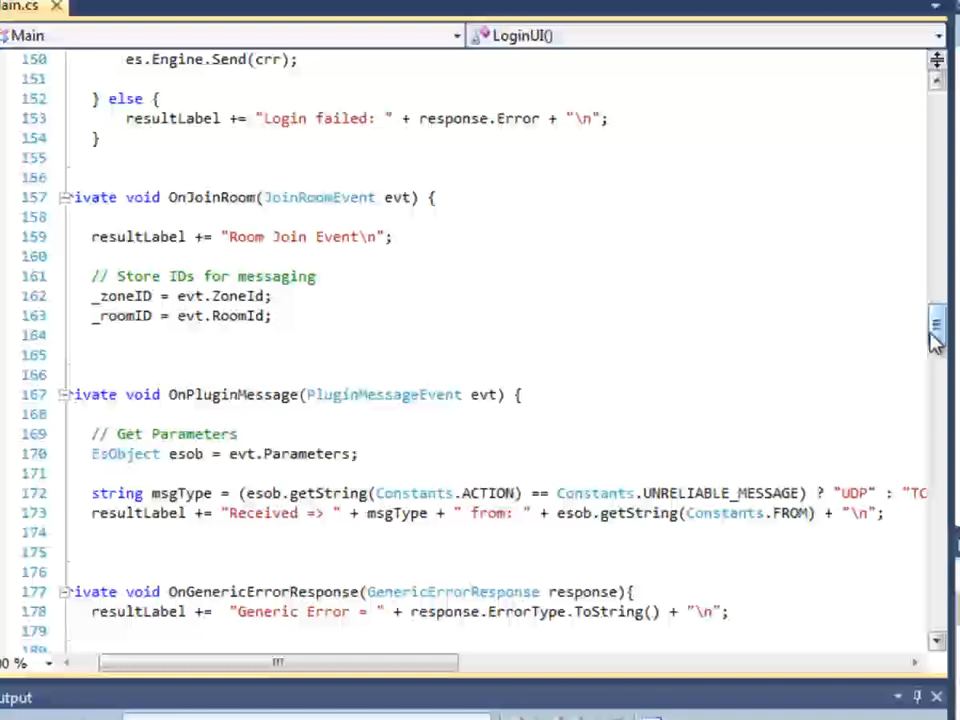 ain.cs
Main LoginUI()
150 es.Engine.Send(crr);
151
152 } else {
153 resultLabel += "Login failed: " + response.Error + "\n";
154 }
155
156
157 ivate void OnJoinRoom(JoinRoomEvent evt) {
158
159 resultLabel += "Room Join Event\n";
160
161 // Store IDs for messaging
162 _zoneID = evt.ZoneId;
163 _roomID = evt.RoomId;
164
165
166
167 ivate void OnPluginMessage(PluginMessageEvent evt) {
168
169 // Get Parameters
170 EsObject esob = evt.Parameters;
171
172 string msgType = (esob.getString(Constants.ACTION) == Constants.UNRELIABLE_MESSAGE) ? "UDP" : "TC
173 resultLabel += "Received => " + msgType + " from: " + esob.getString(Constants.FROM) + "\n";
174
175
176
177 ivate void OnGenericErrorResponse(GenericErrorResponse response){
178 resultLabel += "Generic Error = " + response.ErrorType.ToString() + "\n";
179
180
0 %
utput